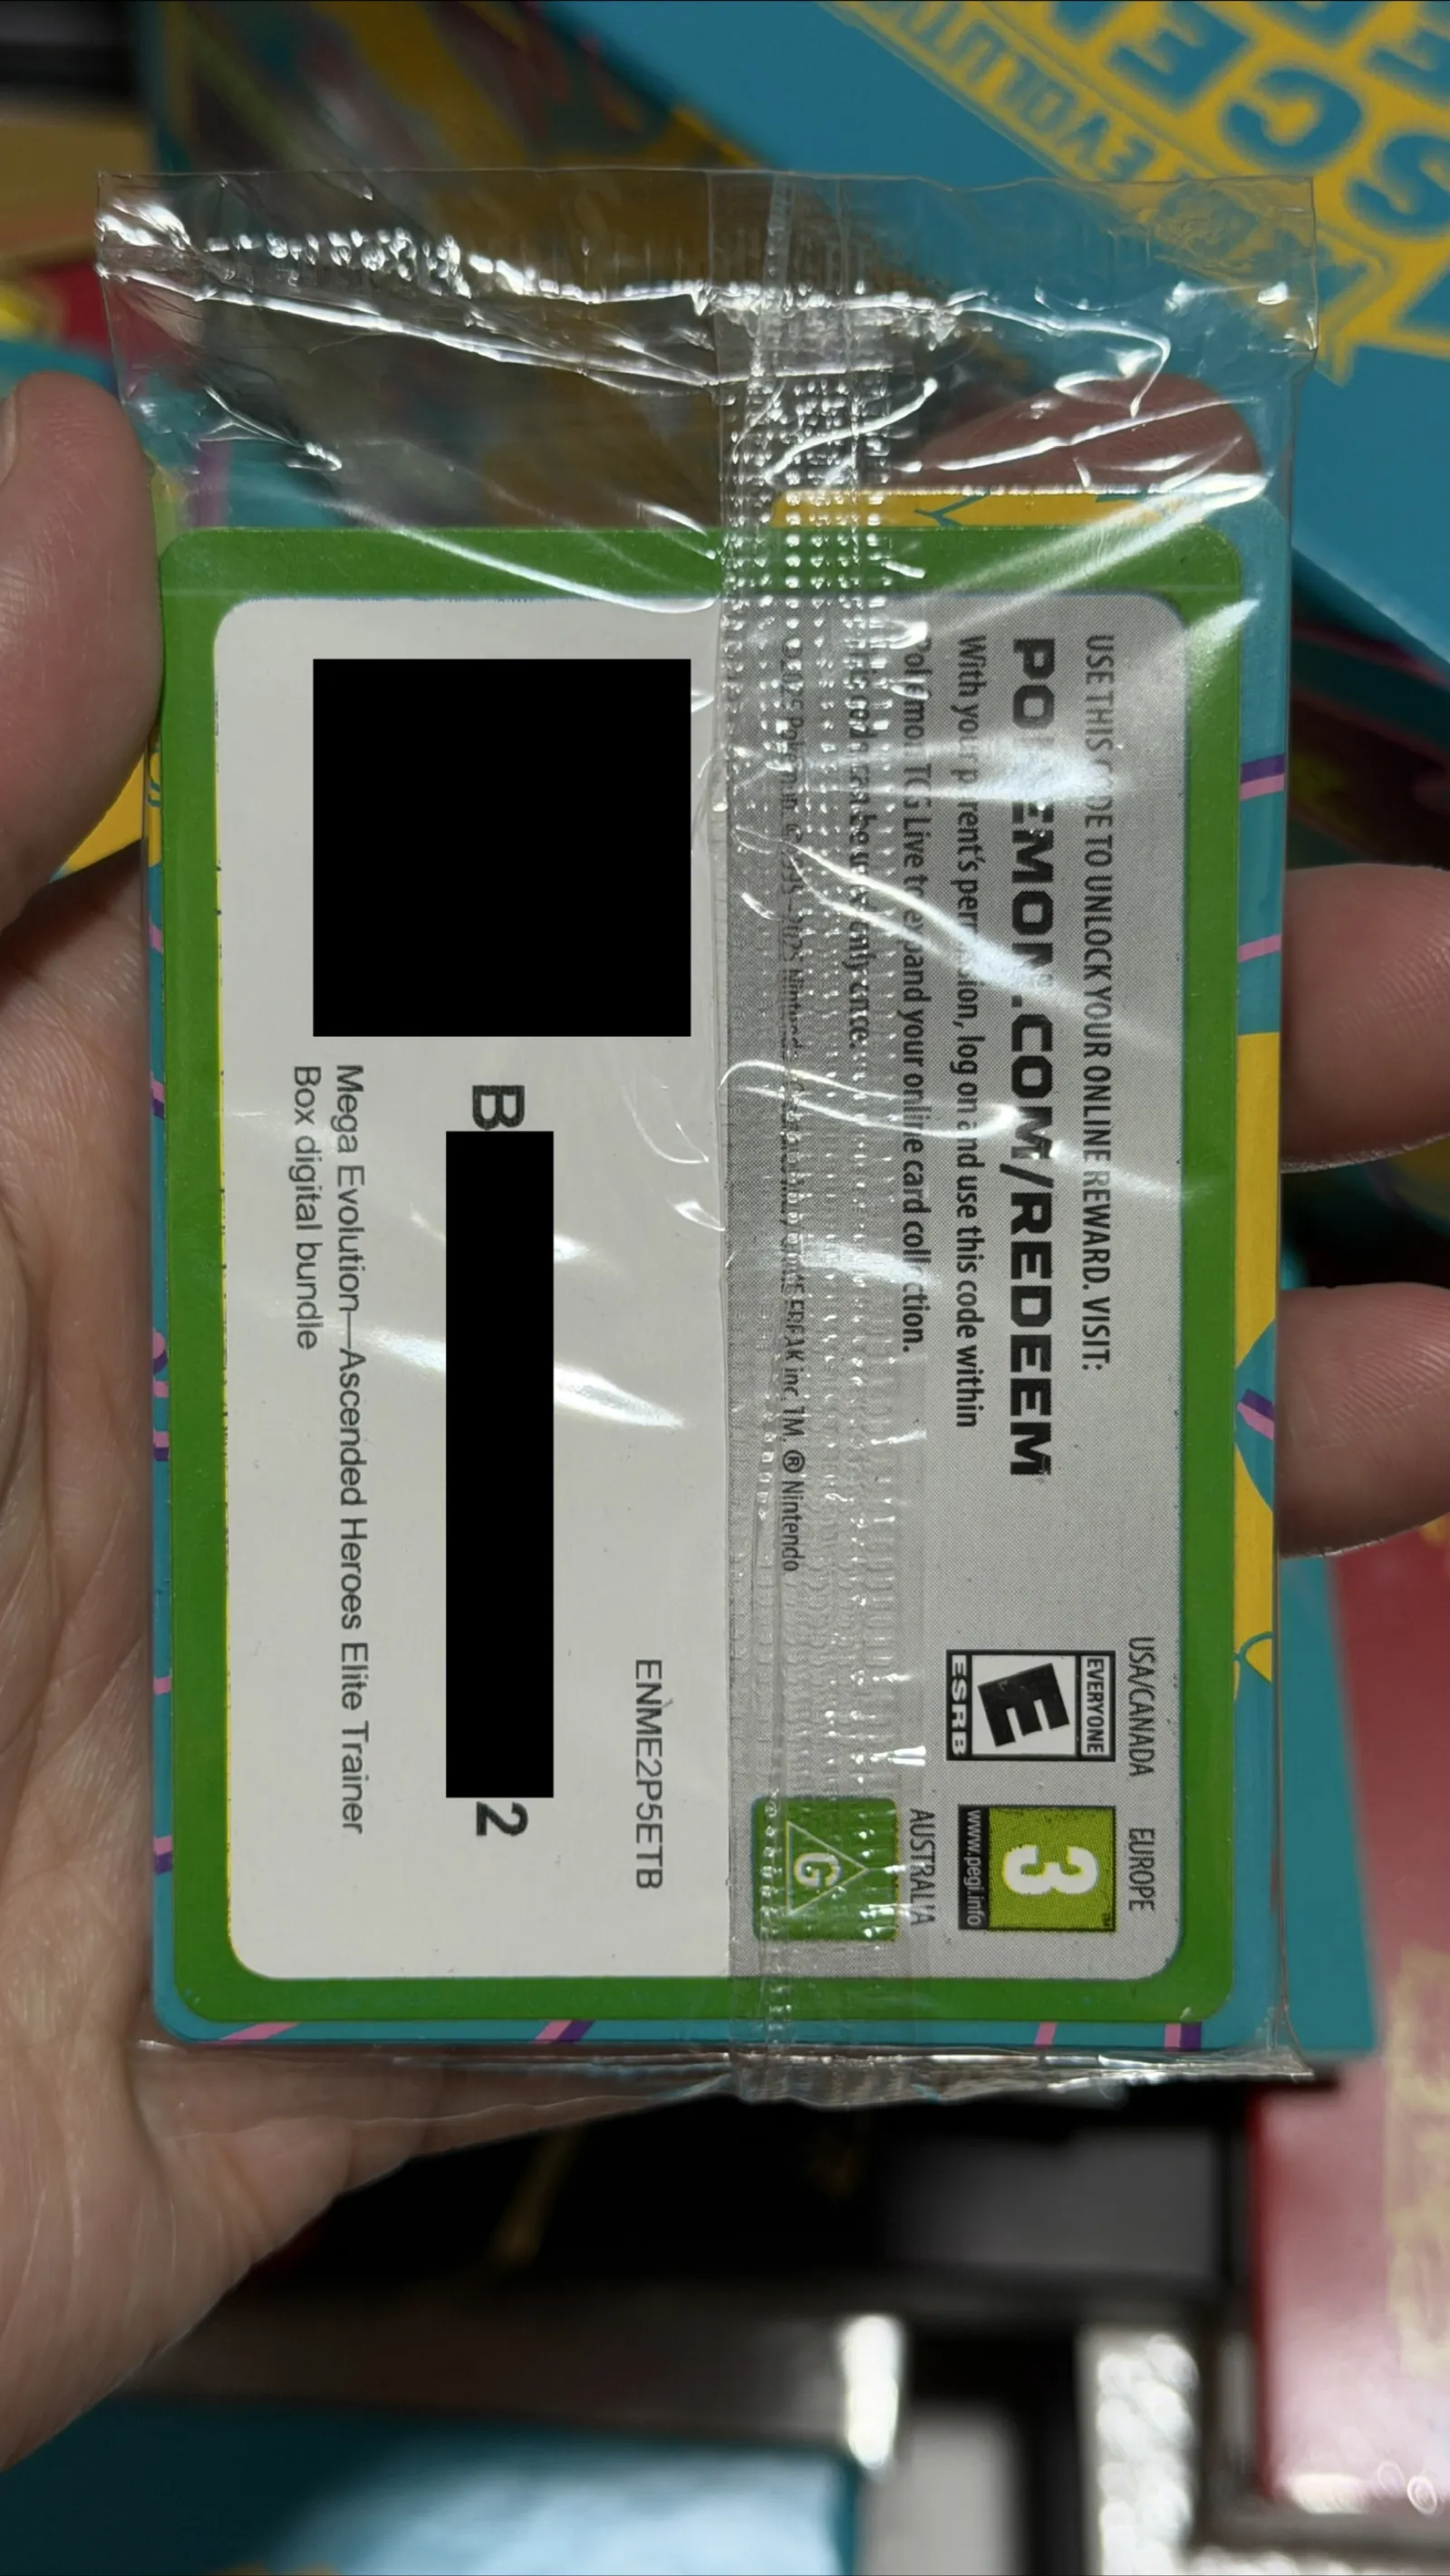 USE THIS CODE TO UNLOCK YOUR ONLINE REWARD. VISIT:
POKEMON.COM/REDEEM
With your parent's permission, log on and use this code within
Pokémon TCG Live to expand your online card collection.
This code can be used only once.
©2025 Pokémon. © 1995–2025 Nintendo / Creatures Inc. / GAME FREAK inc. TM, ® Nintendo
USA/CANADA
EVERYONE
E
ESRB
EUROPE
3
www.pegi.info
AUSTRALIA
G
ENME2P5ETB
B
2
Mega Evolution—Ascended Heroes Elite Trainer
Box digital bundle
EVOLUTI
ASCE